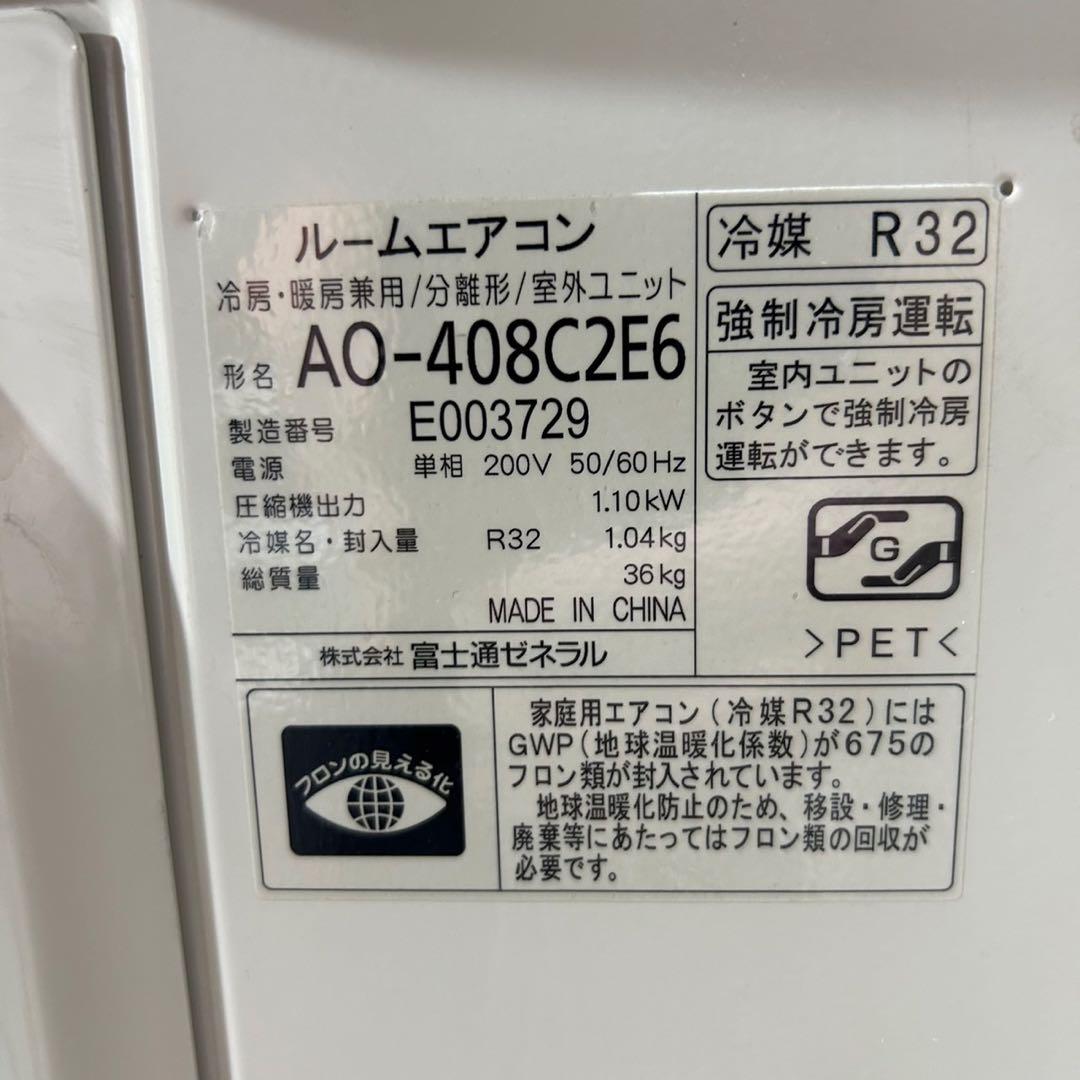 ルームエアコン
冷房・暖房兼用/分離形/室外ユニット
形名 AO-408C2E6
製造番号 E003729
電源 単相 200V 50/60Hz
圧縮機出力 1.10kW
冷媒名・封入量 R32 1.04kg
総質量 36kg
MADE IN CHINA
株式会社 富士通ゼネラル
冷媒 R32
強制冷房運転
室内ユニットの
ボタンで強制冷房
運転ができます。
G
>PET<
フロンの見える化
家庭用エアコン(冷媒R32)には
GWP(地球温暖化係数)が675の
フロン類が封入されています。
地球温暖化防止のため、移設・修理・
廃棄等にあたってはフロン類の回収が
必要です。